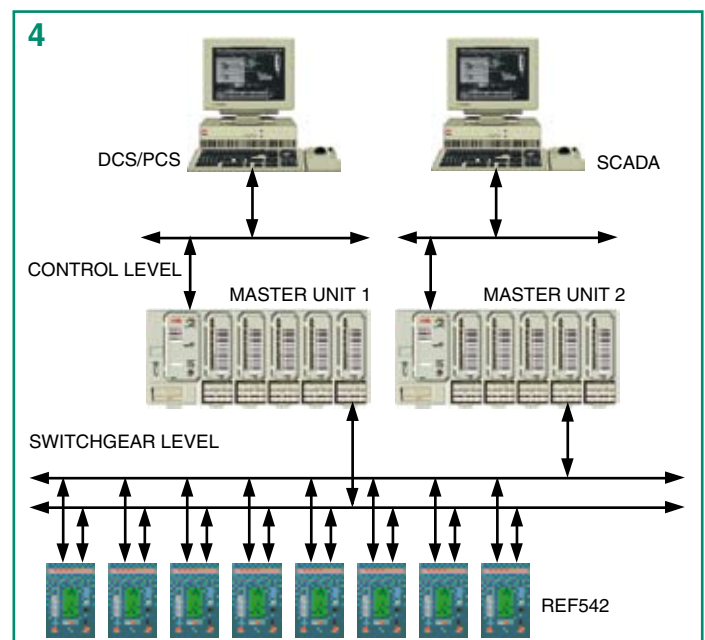 4
DCS/PCS
SCADA
CONTROL LEVEL
MASTER UNIT 1
MASTER UNIT 2
SWITCHGEAR LEVEL
REF542